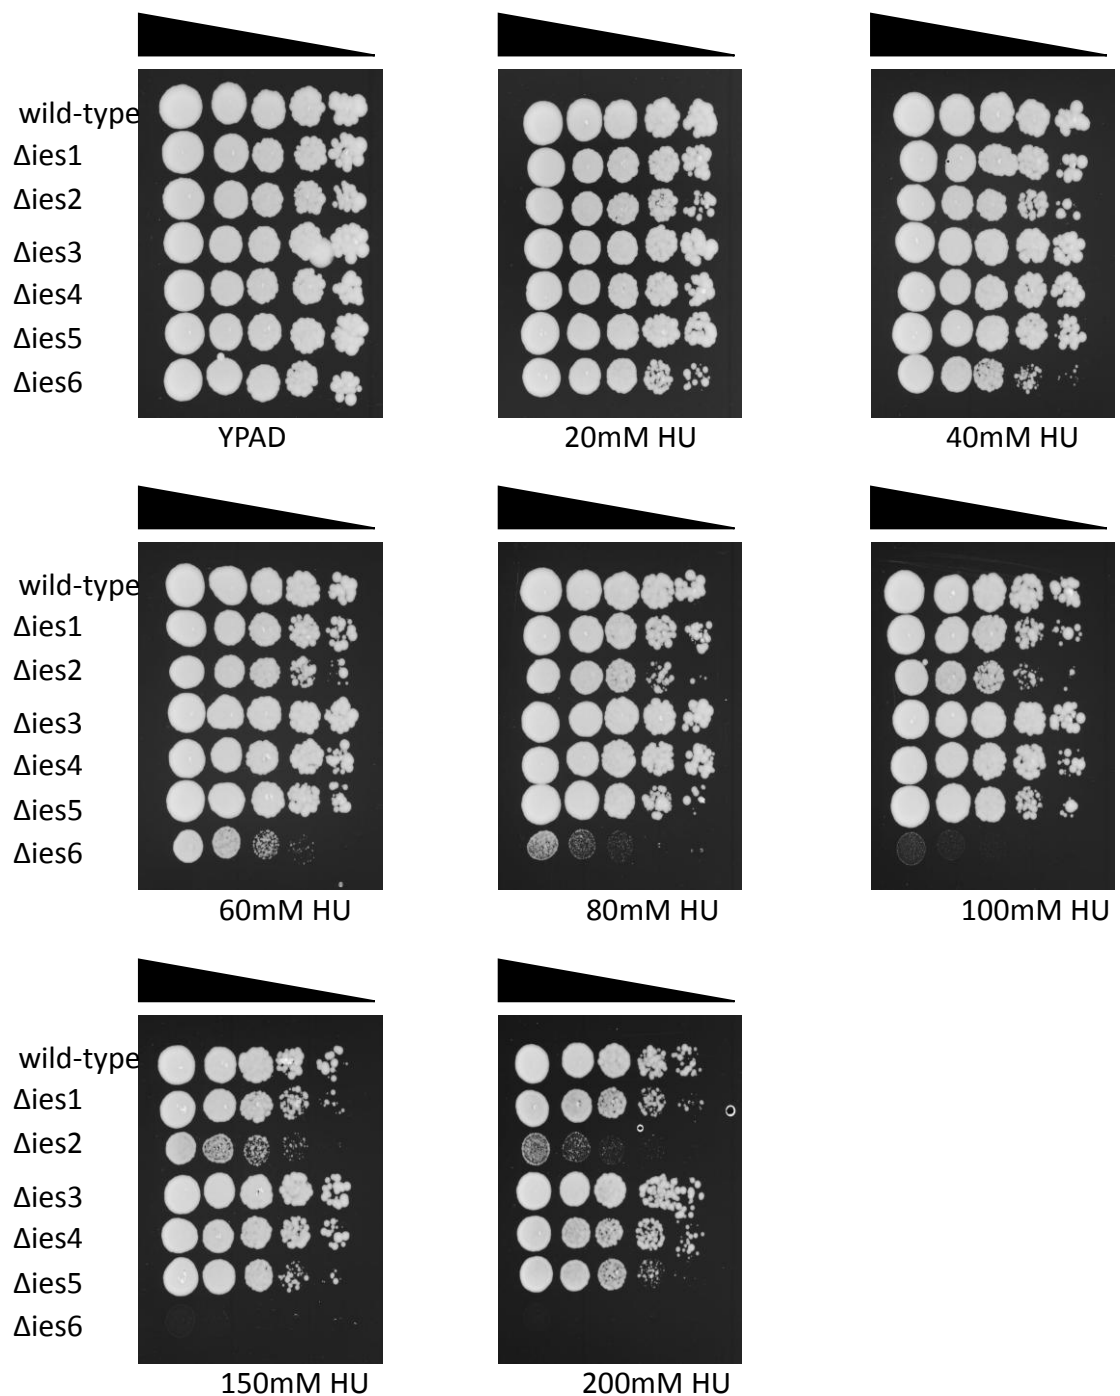 wild-type
Δies1
Δies2
Δies3
Δies4
Δies5
Δies6
YPAD
20mM HU
40mM HU
wild-type
Δies1
Δies2
Δies3
Δies4
Δies5
Δies6
60mM HU
80mM HU
100mM HU
wild-type
Δies1
Δies2
Δies3
Δies4
Δies5
Δies6
150mM HU
200mM HU